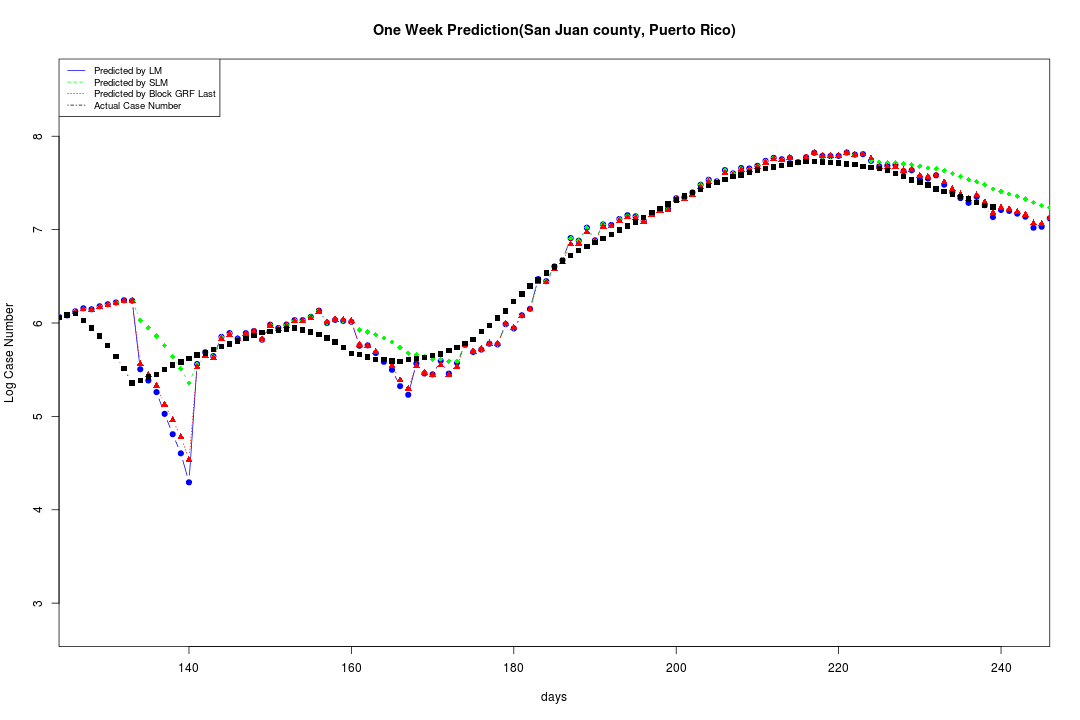 One Week Prediction(San Juan county, Puerto Rico)
Predicted by LM
Predicted by SLM
Predicted by Block GRF Last
Actual Case Number
8
7
6
5
4
3
Log Case Number
140 160 180 200 220 240
days